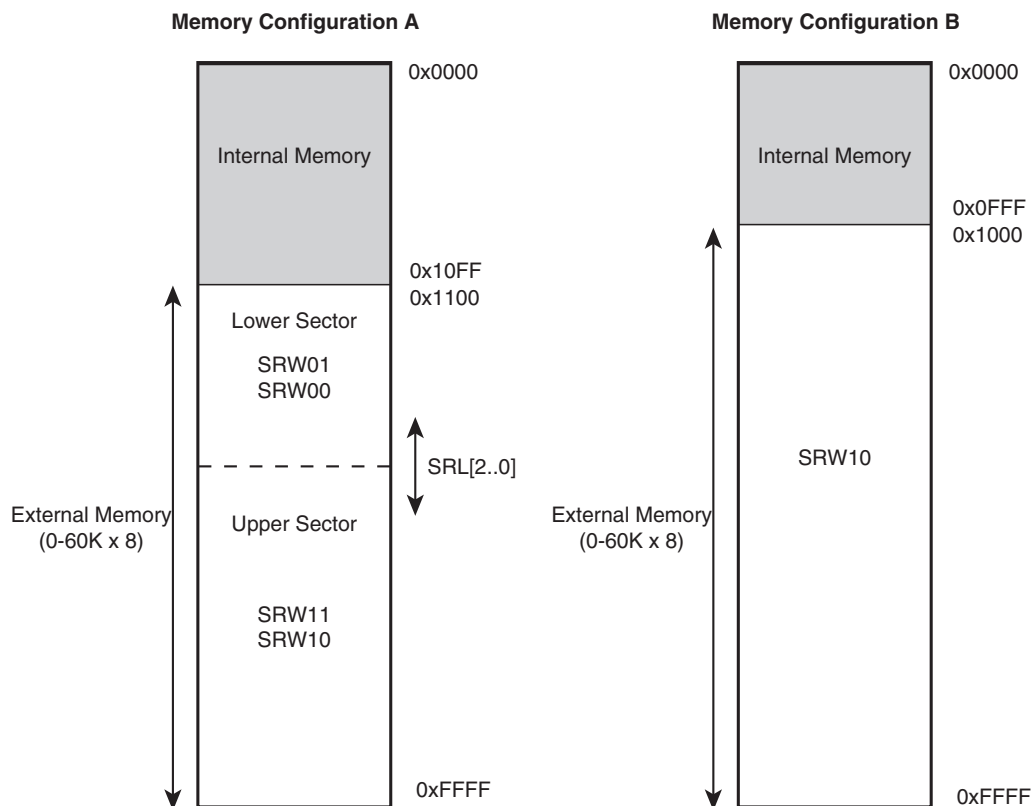 Memory Configuration A
0x0000
Internal Memory
0x10FF
0x1100
Lower Sector
SRW01
SRW00
SRL[2..0]
External Memory
(0-60K x 8)
Upper Sector
SRW11
SRW10
0xFFFF
Memory Configuration B
0x0000
Internal Memory
0x0FFF
0x1000
SRW10
External Memory
(0-60K x 8)
0xFFFF